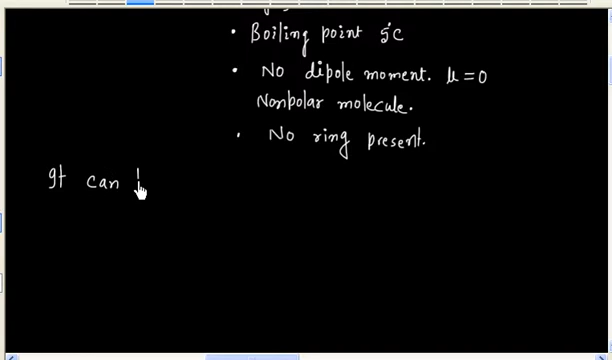 • Boiling point 5°C
• No dipole moment. μ = 0
Nonpolar molecule.
• No ring present.
It can